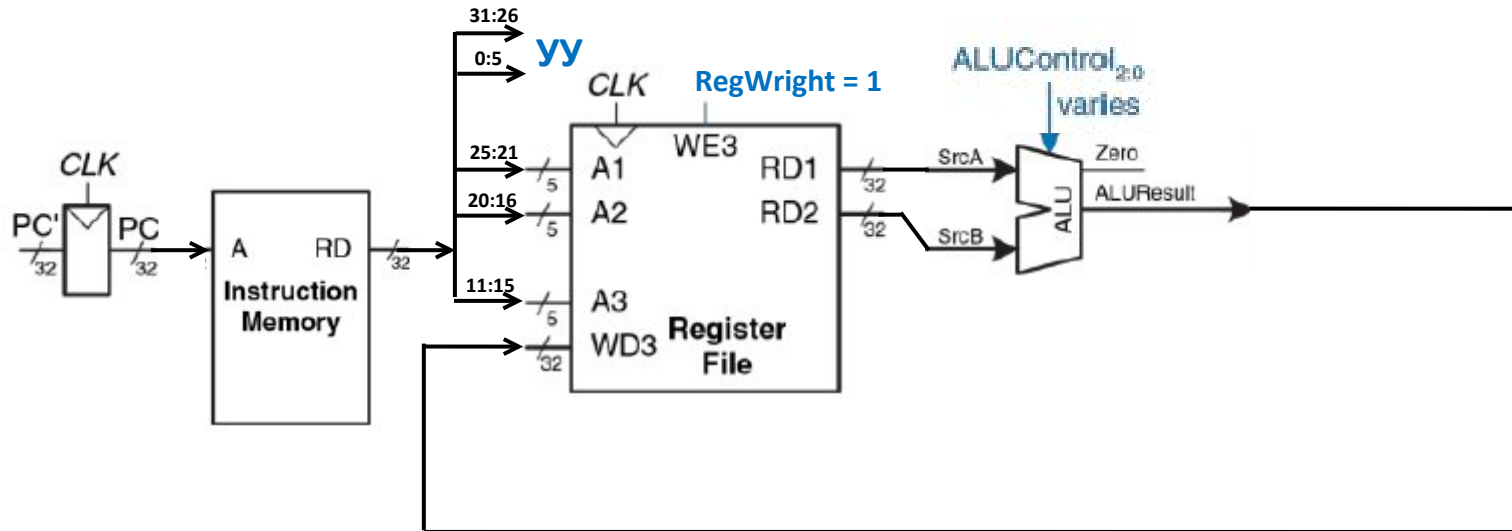 31:26
yy
0:5
CLK
RegWright = 1
ALUControl2:0
varies
25:21
5
A1
WE3
RD1
32
SrcA
Zero
CLK
20:16
5
A2
RD2
32
ALU
ALUResult
PC'
32
PC
32
A
RD
32
SrcB
Instruction
Memory
11:15
5
A3
32
WD3
Register
File